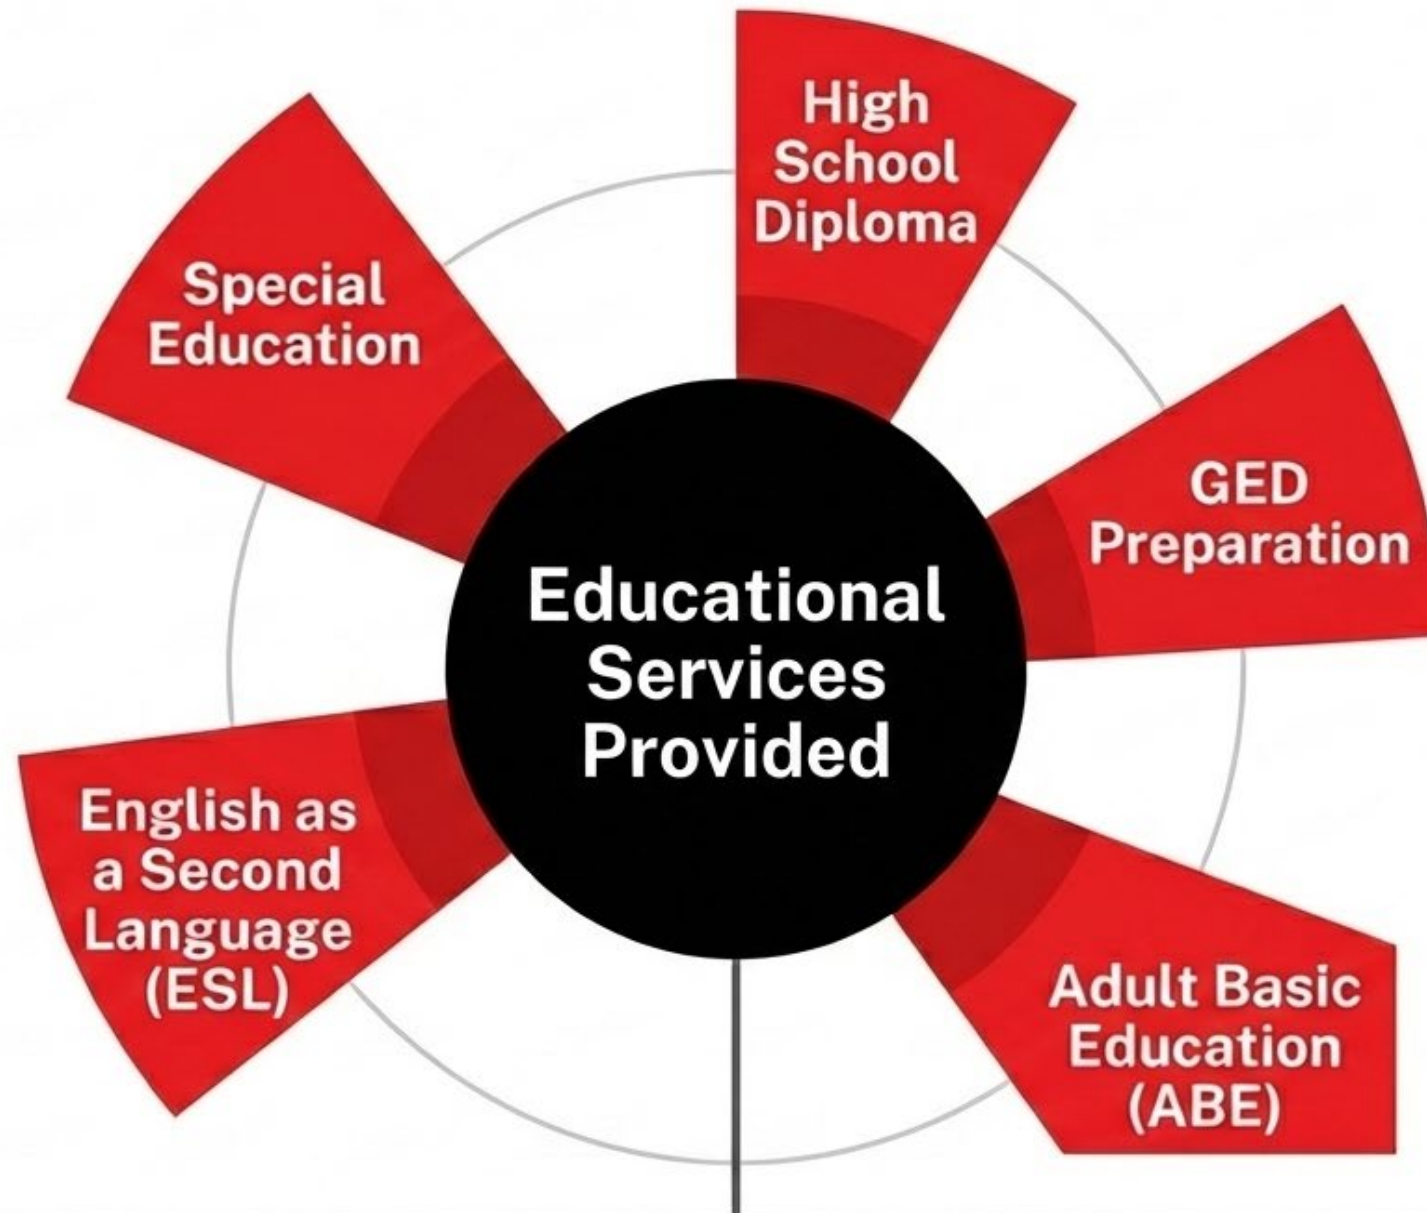 High
School
Diploma
GED
Preparation
Adult Basic
Education
(ABE)
English as
a Second
Language
(ESL)
Special
Education
Educational
Services
Provided